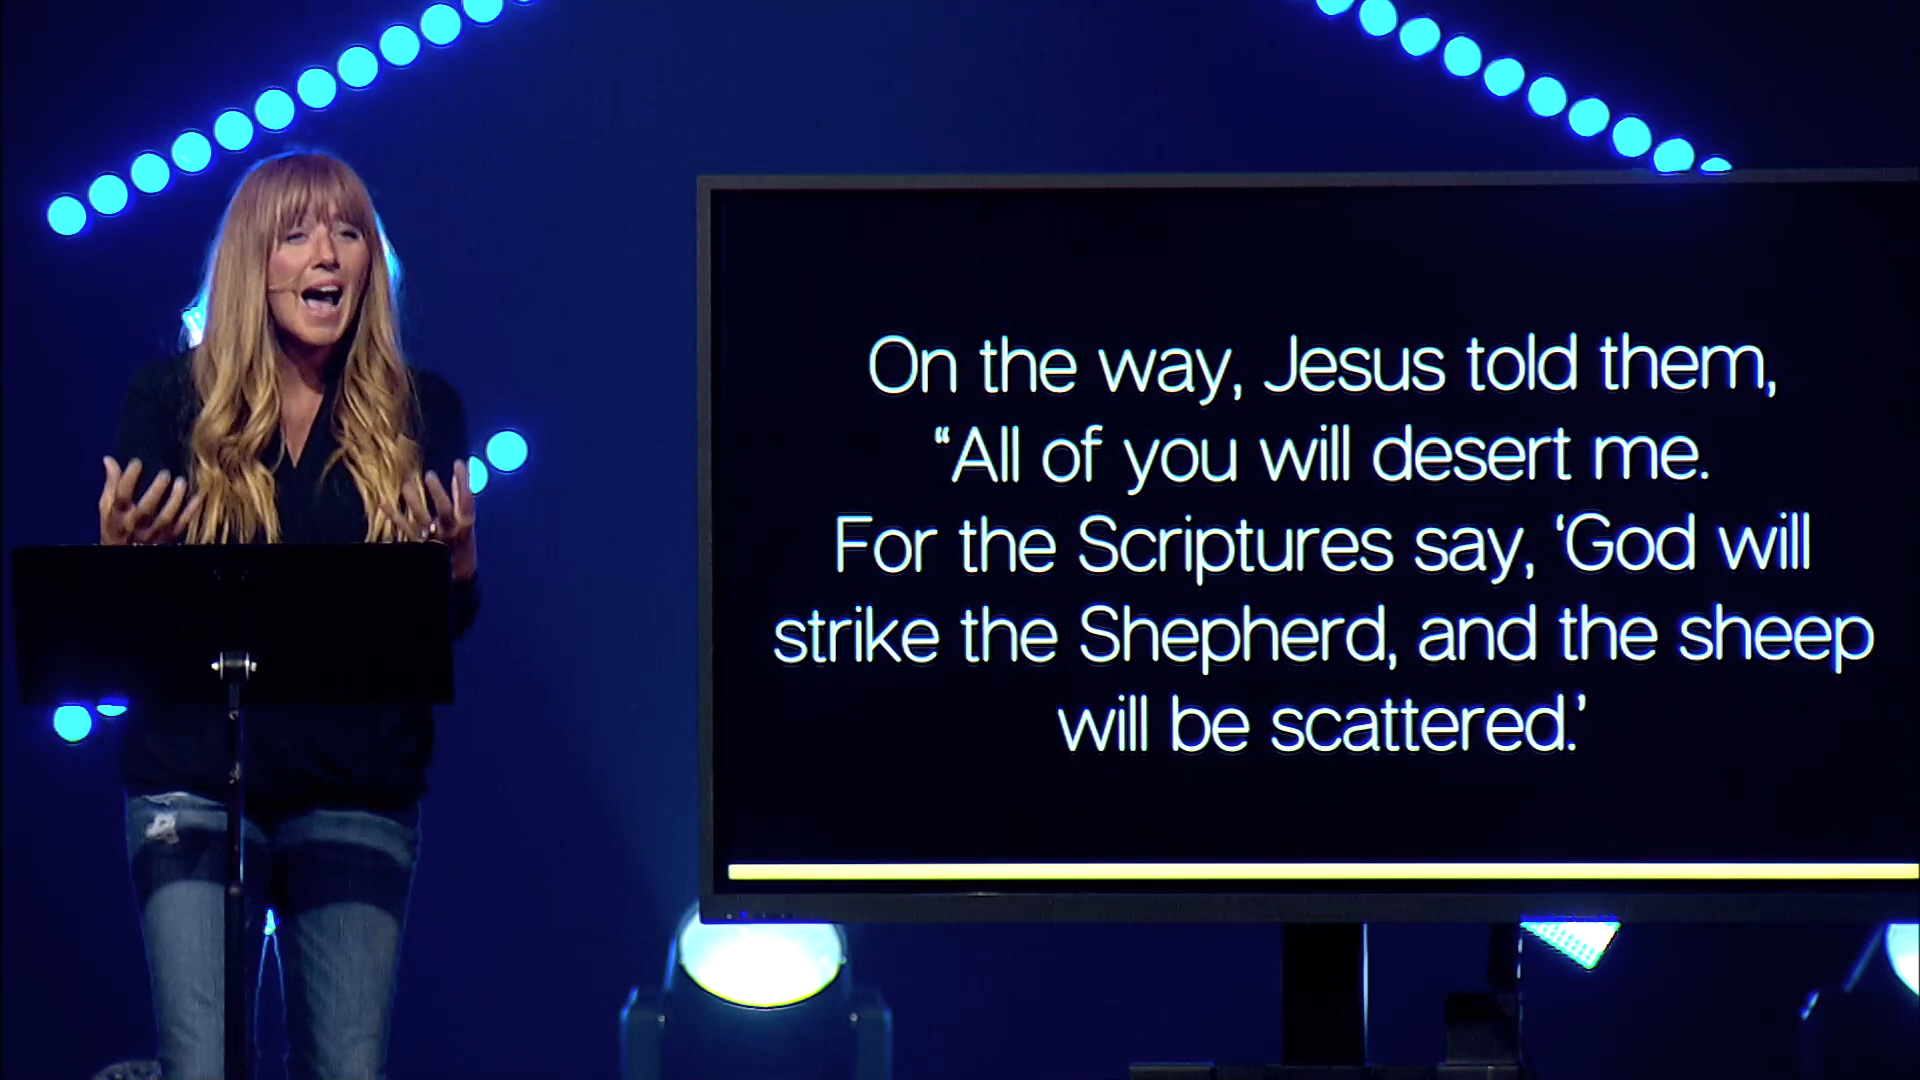 On the way, Jesus told them,
“All of you will desert me.
For the Scriptures say, ‘God will
strike the Shepherd, and the sheep
will be scattered.’